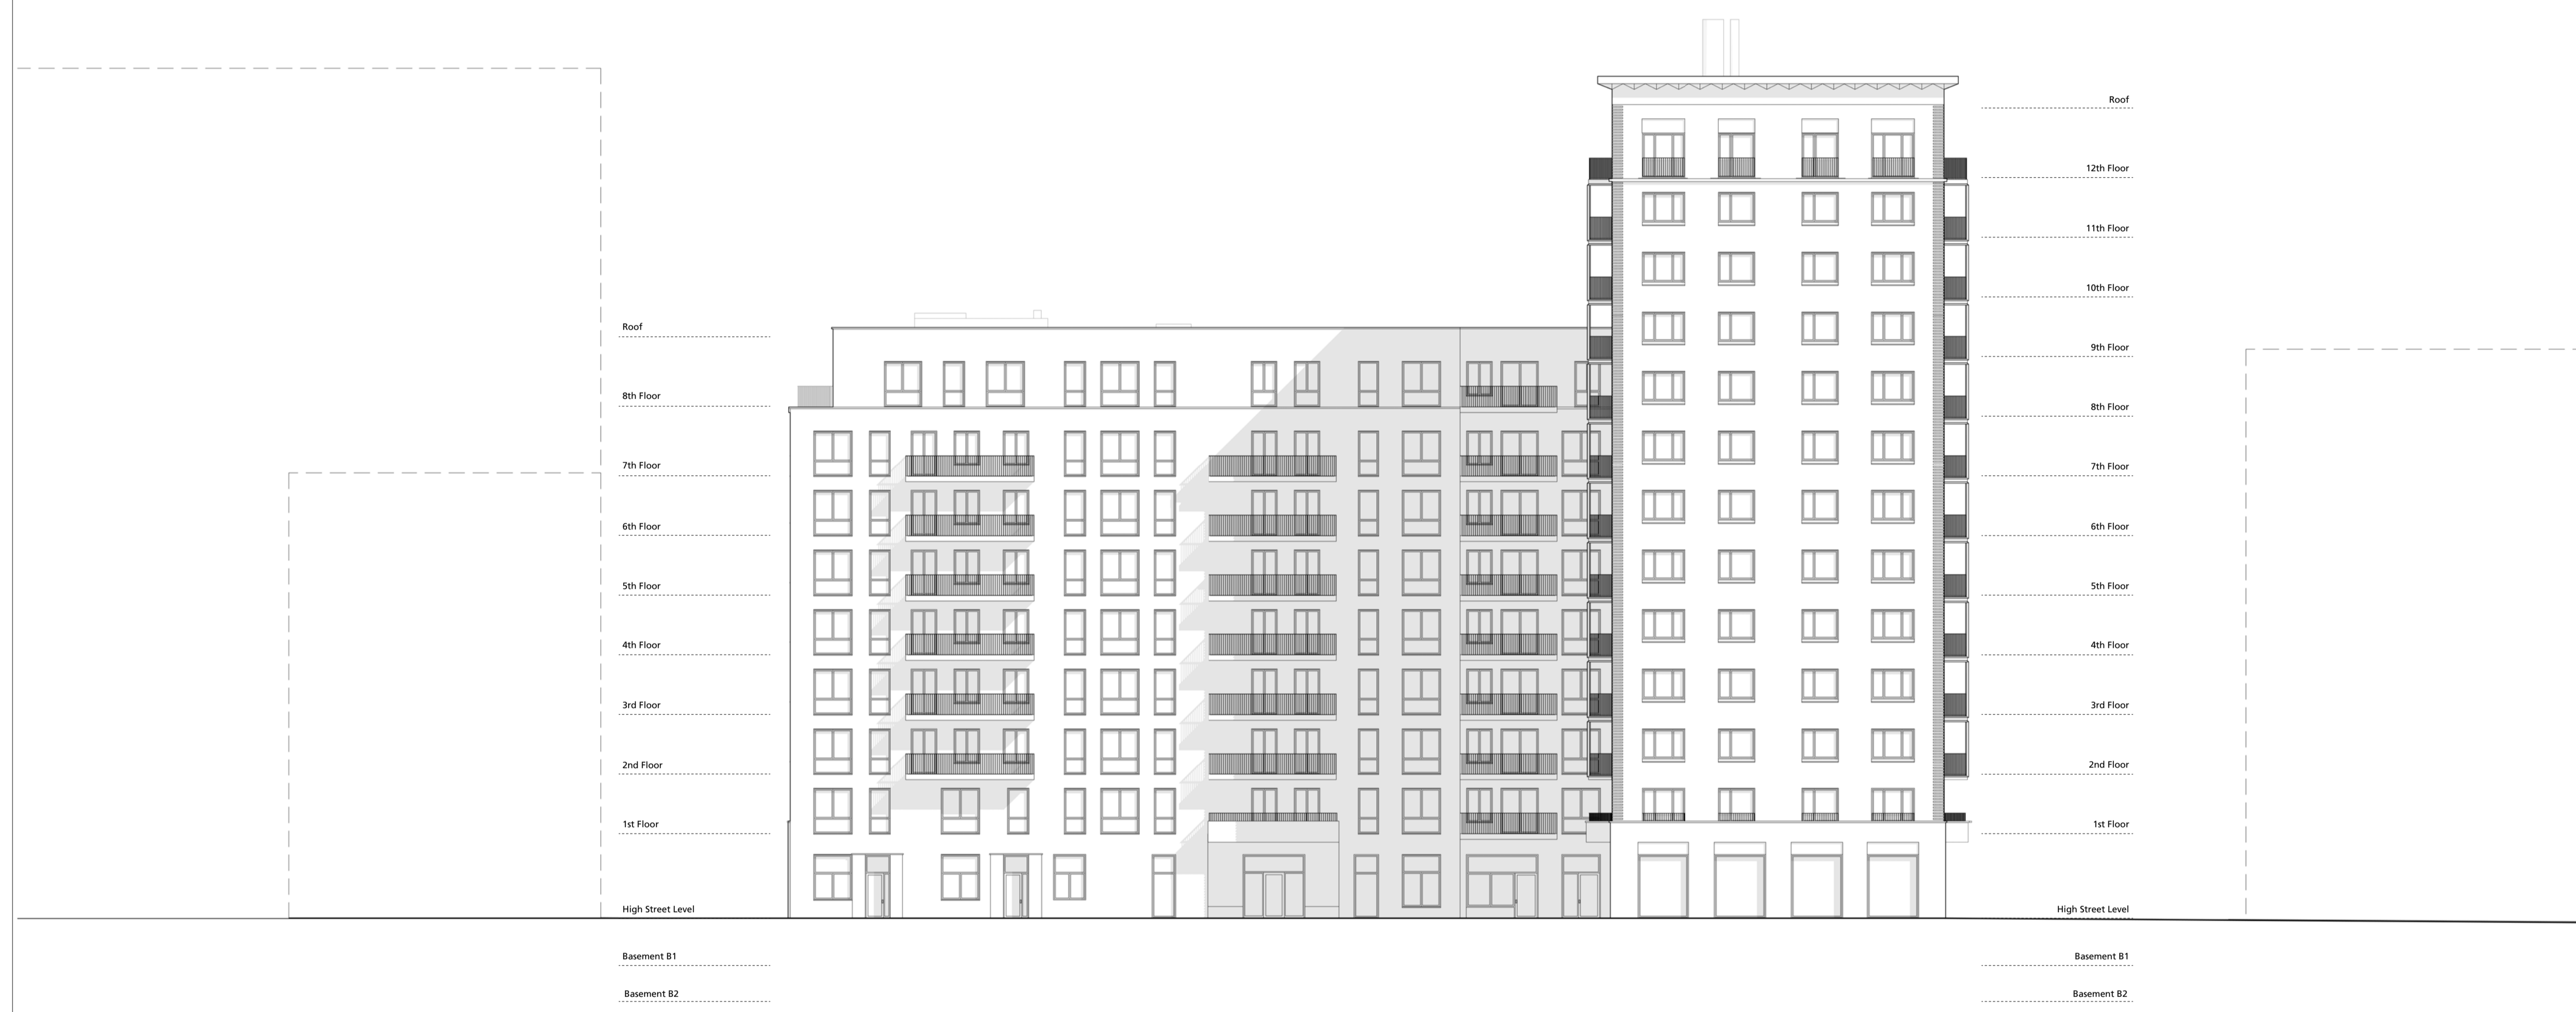 Roof
8th Floor
7th Floor
6th Floor
5th Floor
4th Floor
3rd Floor
2nd Floor
1st Floor
High Street Level
Basement B1
Basement B2
Roof
12th Floor
11th Floor
10th Floor
9th Floor
8th Floor
7th Floor
6th Floor
5th Floor
4th Floor
3rd Floor
2nd Floor
1st Floor
High Street Level
Basement B1
Basement B2